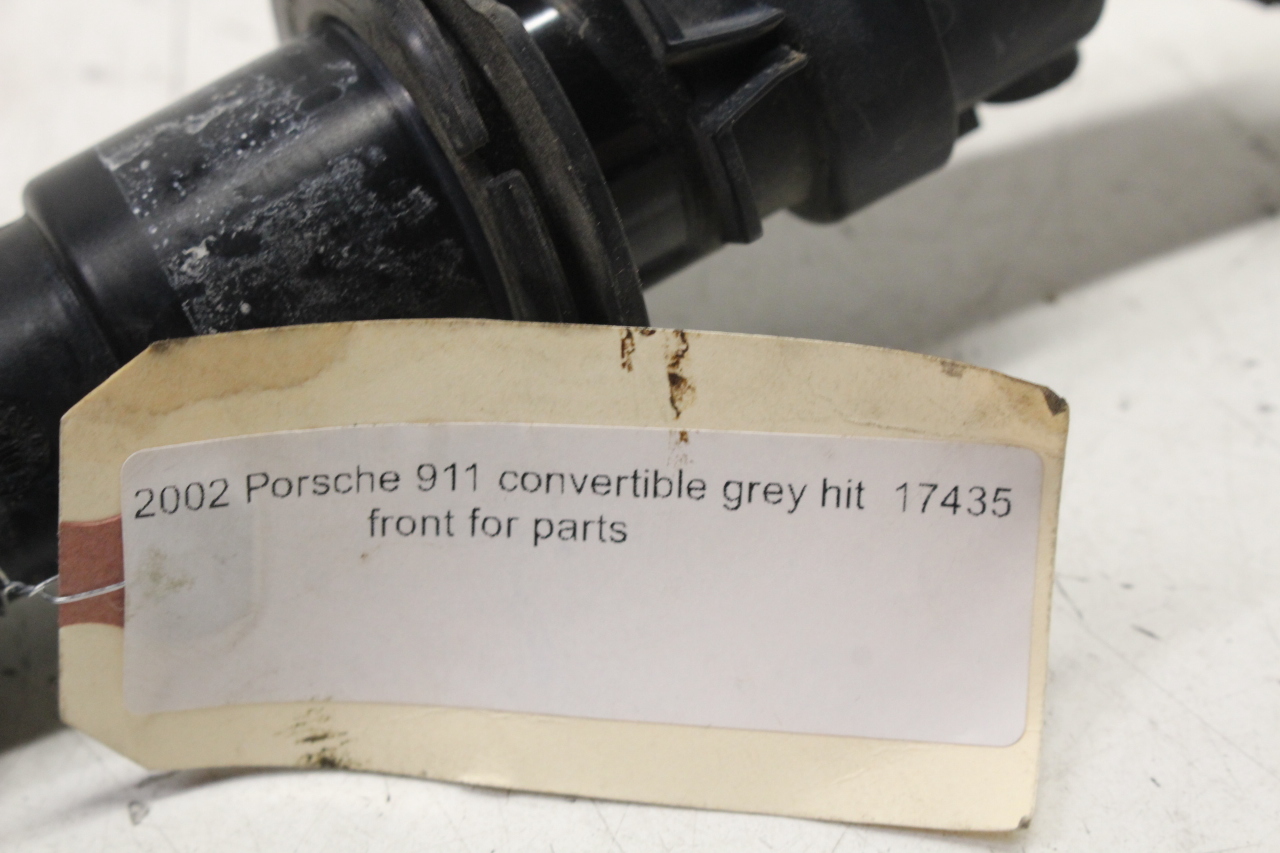 2002 Porsche 911 convertible grey hit 17435
front for parts